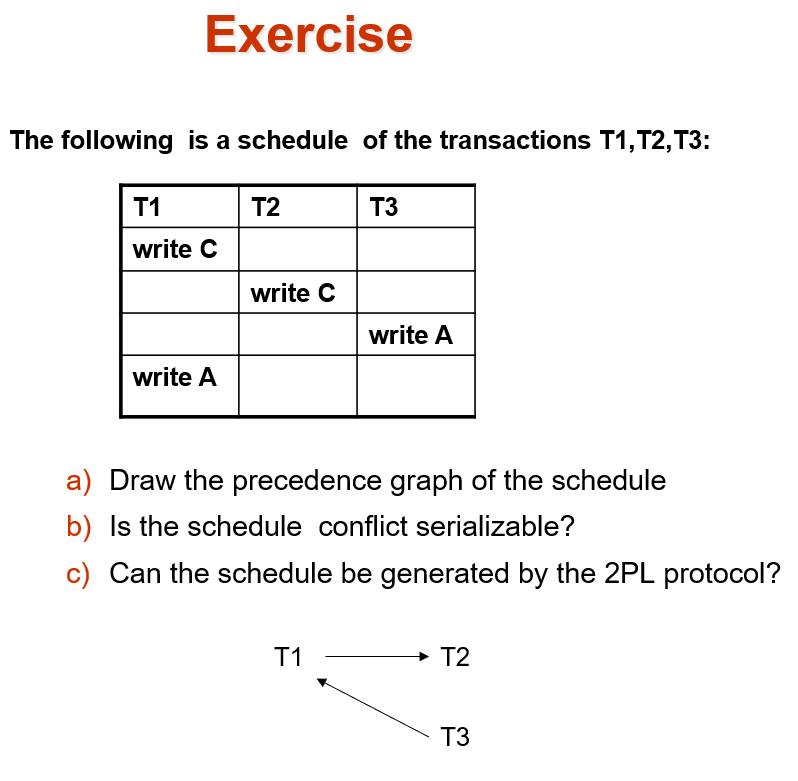 Exercise
The following is a schedule of the transactions T1,T2,T3:
T1 T2 T3
write C
write C
write A
write A
a) Draw the precedence graph of the schedule
b) Is the schedule conflict serializable?
c) Can the schedule be generated by the 2PL protocol?
T1 T2
T3